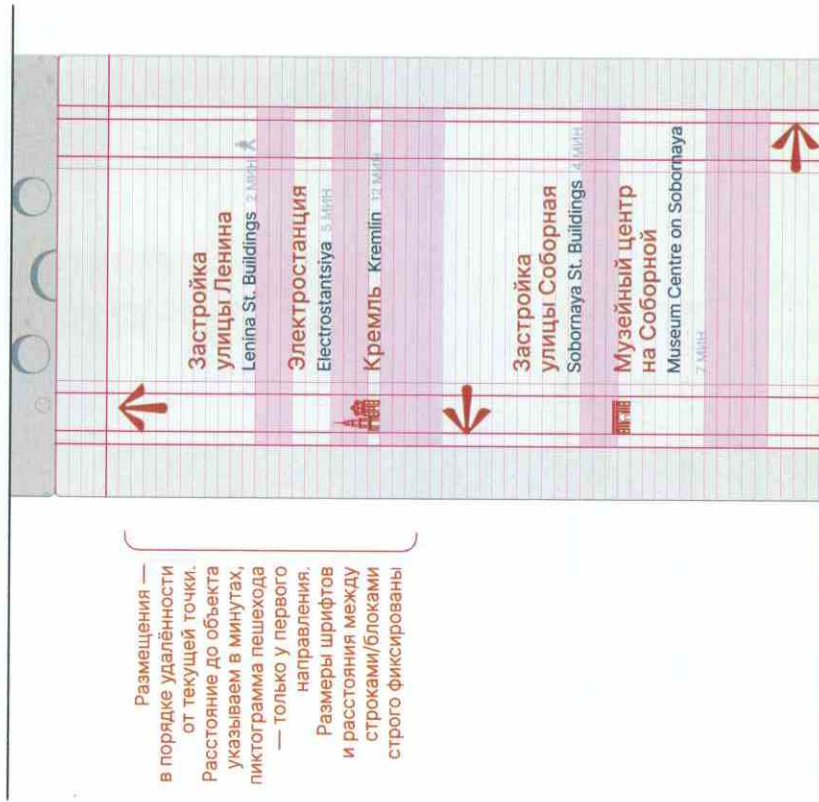 Размещения —
в порядке удалённости
от текущей точки.
Расстояние до объекта
указываем в минутах,
пиктограмма пешехода
— только у первого
направления.
Размеры шрифтов
и расстояния между
строками/блоками
строго фиксированы
Застройка
улицы Ленина
Lenina St. Buildings 2 МИН
Электростанция
Electrostantsiya 5 МИН
Кремль Kremlin 12 МИН
Застройка
улицы Соборная
Sobornaya St. Buildings 4 МИН
Музейный центр
на Соборной
Museum Centre on Sobornaya
7 МИН